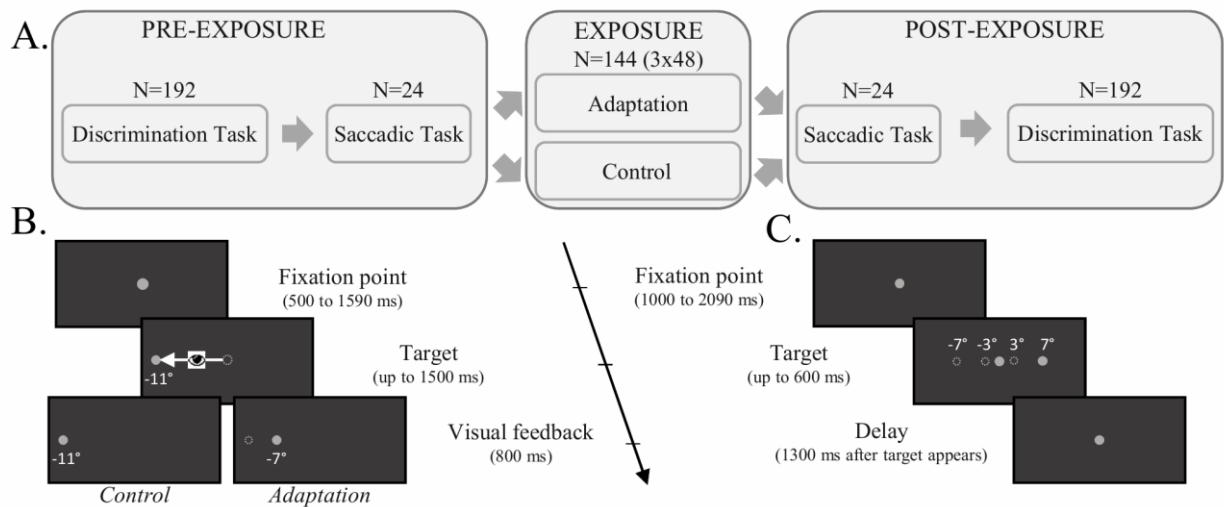 A.
PRE-EXPOSURE
N=192
Discrimination Task
N=24
Saccadic Task
EXPOSURE
N=144 (3x48)
Adaptation
Control
POST-EXPOSURE
N=24
Saccadic Task
N=192
Discrimination Task
B.
Fixation point
(500 to 1590 ms)
-11°
Target
(up to 1500 ms)
-11°
Control
-7°
Adaptation
Visual feedback
(800 ms)
C.
Fixation point
(1000 to 2090 ms)
Target
(up to 600 ms)
-7° -3° 3° 7°
Delay
(1300 ms after target appears)